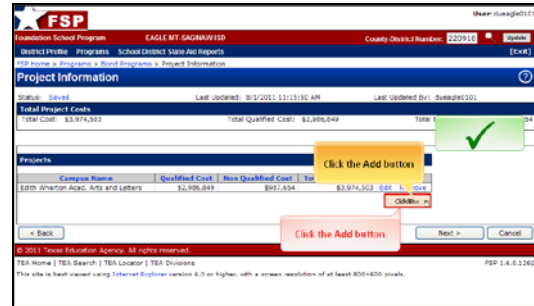 FSP
User: dueagle0101
Foundation School Program EAGLE MT-SAGINAW ISD County-District Number: 220918 Update
District Profile Programs School District State Aid Reports [Exit]
FSP Home > Programs > Bond Programs > Project Information
Project Information
Status: Saved Last Updated: 8/1/2011 11:15:50 AM Last Updated By: dueagle0101
Total Project Costs
Total Cost: $3,974,503 Total Qualified Cost: $2,986,849 Total
Click the Add button
Projects
Campus Name Qualified Cost Non Qualified Cost
Edith Wharton Acad. Arts and Letters $2,986,849 $987,654 $3,974,503 Edit Remove
Click the Add button
< Back Next > Cancel
© 2011 Texas Education Agency. All rights reserved.
TEA Home | TEA Search | TEA Locator | TEA Divisions FSP 1.6.0.1261
This site is best viewed using Internet Explorer version 6.0 or higher, with a screen resolution of at least 800x600 pixels.